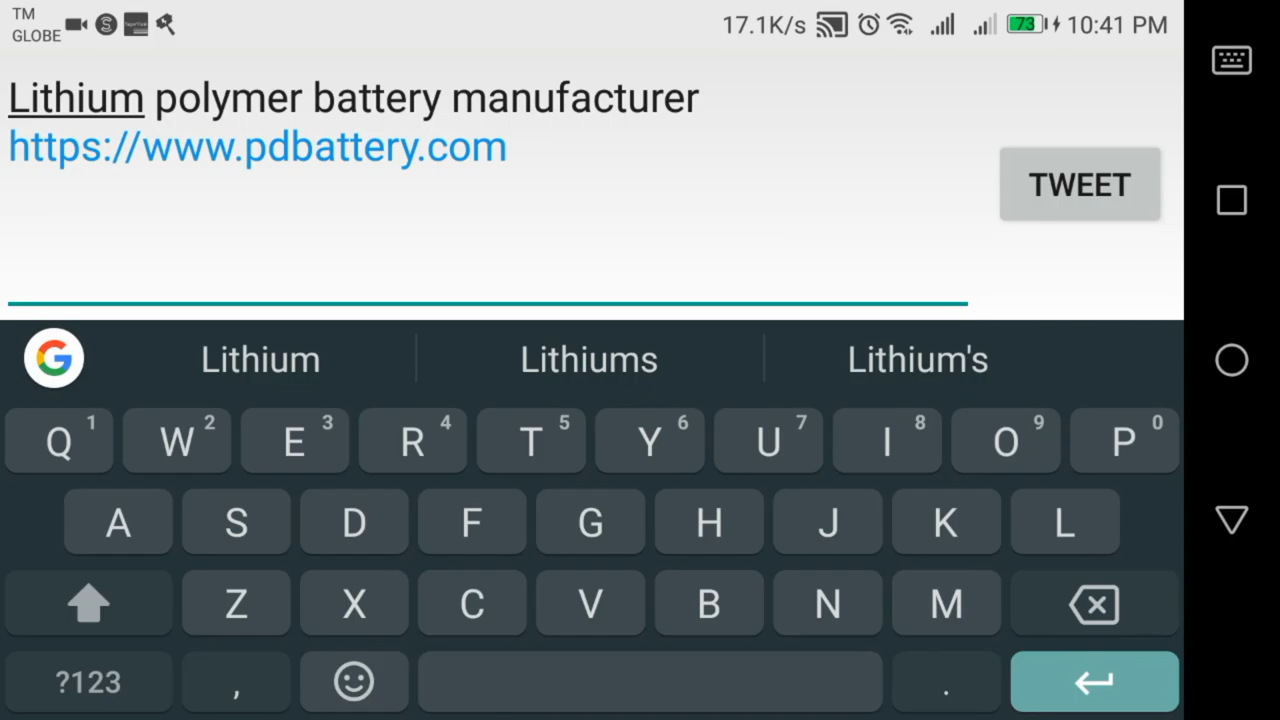 TM
GLOBE
17.1K/s
73
10:41 PM
Lithium polymer battery manufacturer
https://www.pdbattery.com
TWEET
Lithium
Lithiums
Lithium's
Q 1 W 2 E 3 R 4 T 5 Y 6 U 7 I 8 O 9 P 0
A S D F G H J K L
Z X C V B N M
?123 , .